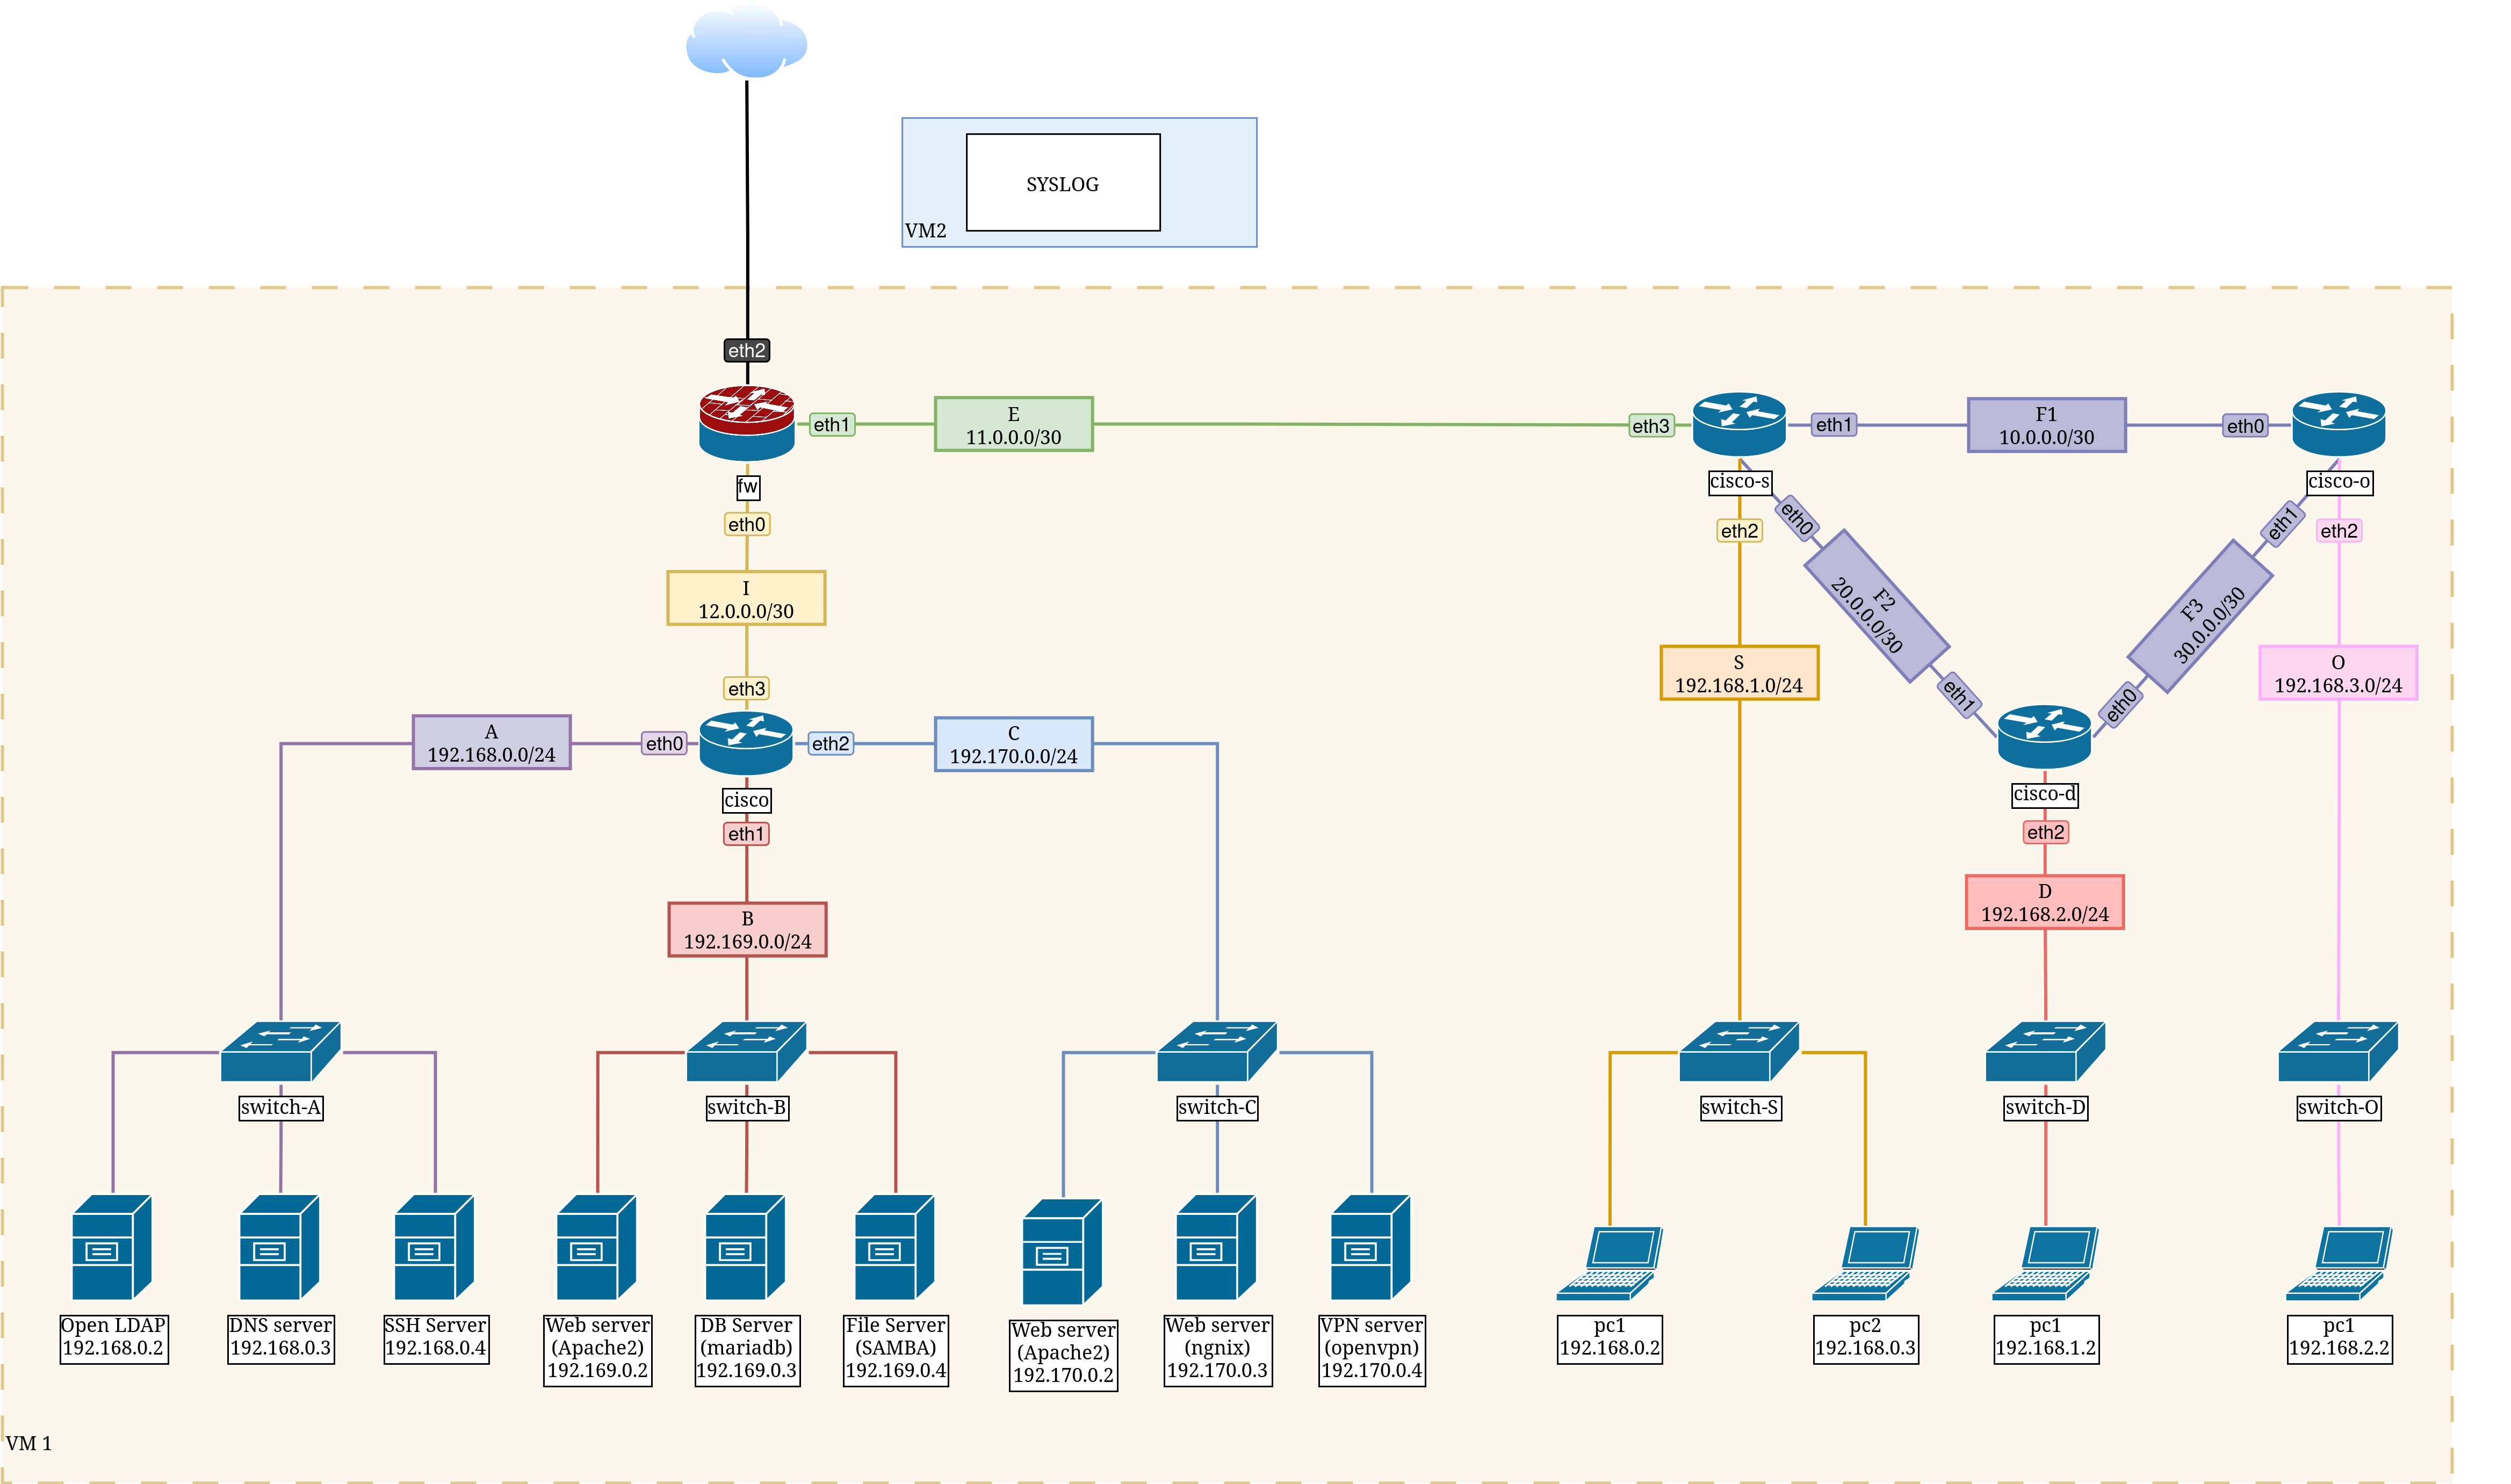 SYSLOG
VM2
eth2
eth1
E
11.0.0.0/30
eth3
eth1
F1
10.0.0.0/30
eth0
fw
cisco-s
cisco-o
eth0
eth2
eth0
eth1
eth2
I
12.0.0.0/30
F2
20.0.0.0/30
F3
30.0.0.0/30
S
192.168.1.0/24
O
192.168.3.0/24
eth3
eth1
eth0
A
192.168.0.0/24
eth0
eth2
C
192.170.0.0/24
cisco
cisco-d
eth1
eth2
B
192.169.0.0/24
D
192.168.2.0/24
switch-A
switch-B
switch-C
switch-S
switch-D
switch-O
Open LDAP
192.168.0.2
DNS server
192.168.0.3
SSH Server
192.168.0.4
Web server
(Apache2)
192.169.0.2
DB Server
(mariadb)
192.169.0.3
File Server
(SAMBA)
192.169.0.4
Web server
(Apache2)
192.170.0.2
Web server
(ngnix)
192.170.0.3
VPN server
(openvpn)
192.170.0.4
pc1
192.168.0.2
pc2
192.168.0.3
pc1
192.168.1.2
pc1
192.168.2.2
VM 1